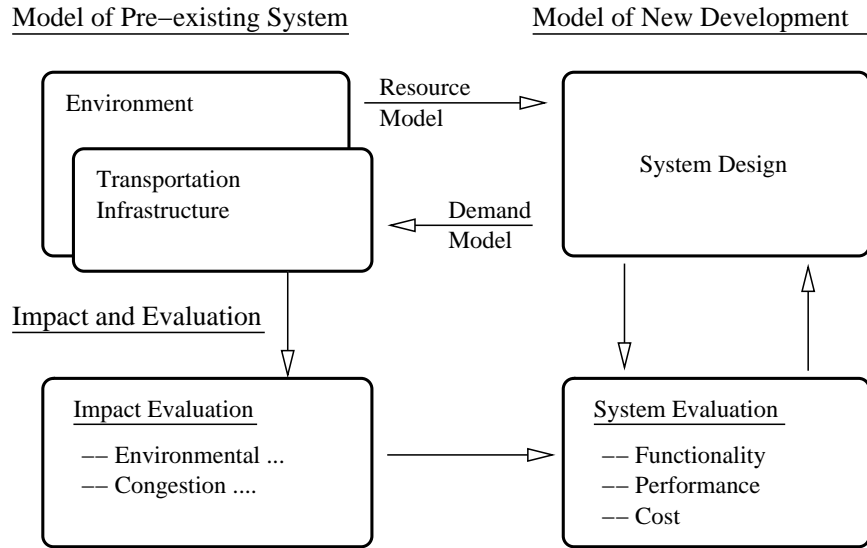 Model of Pre−existing System
Model of New Development
Environment
Resource
Model
Transportation
Infrastructure
System Design
Demand
Model
Impact and Evaluation
Impact Evaluation
−− Environmental ...
−− Congestion ....
System Evaluation
−− Functionality
−− Performance
−− Cost